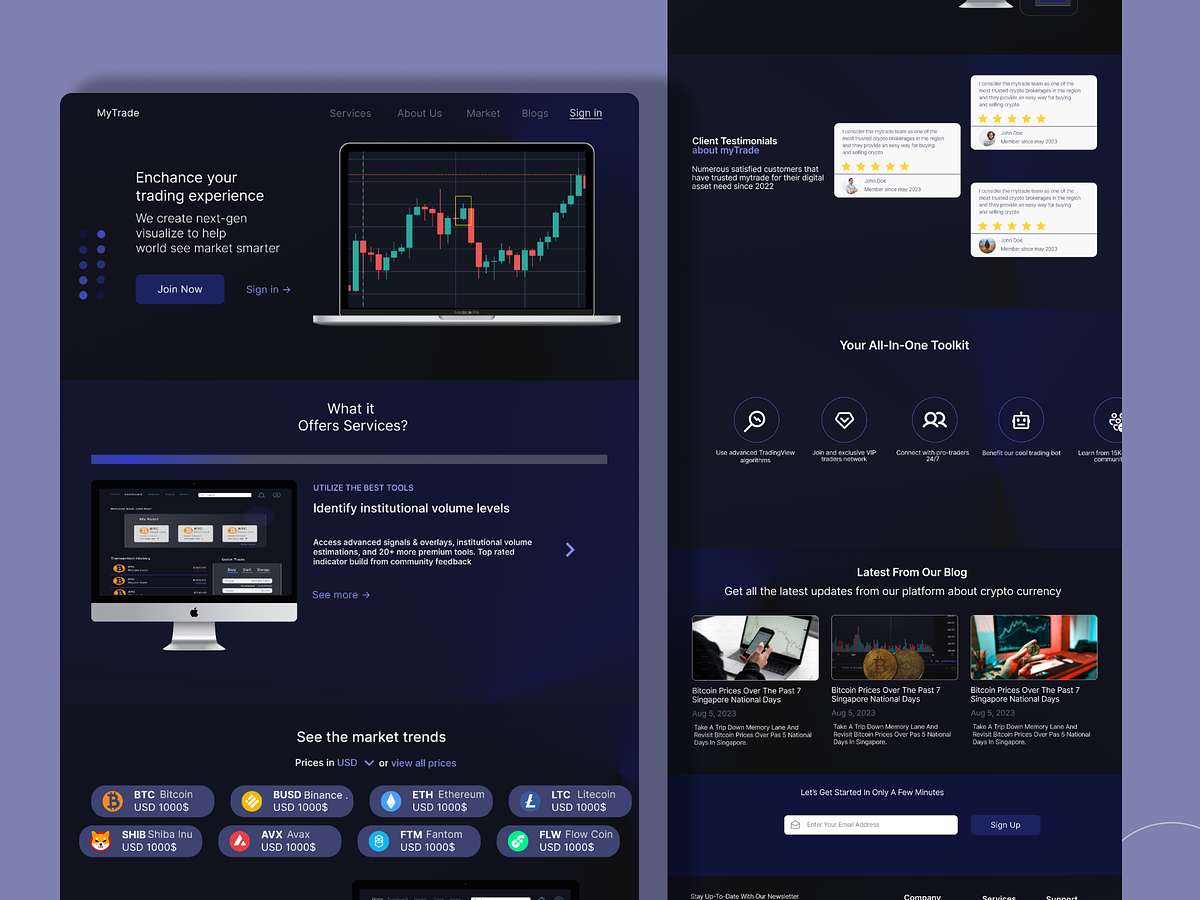 MyTrade
Services About Us Market Blogs Sign in
Enchance your
trading experience
We create next-gen
visualize to help
world see market smarter
Join Now Sign in →
What it
Offers Services?
My Asset
Transaction History
Buy Sell Swap
UTILIZE THE BEST TOOLS
Identify institutional volume levels
Access advanced signals & overlays, institutional volume
estimations, and 20+ more premium tools. Top rated
indicator build from community feedback
See more →
See the market trends
Prices in USD or view all prices
BTC Bitcoin
USD 1000$
BUSD Binance .
USD 1000$
ETH Ethereum
USD 1000$
LTC Litecoin
USD 1000$
SHIB Shiba Inu
USD 1000$
AVX Avax
USD 1000$
FTM Fantom
USD 1000$
FLW Flow Coin
USD 1000$
Client Testimonials
about myTrade
Numerous satisfied customers that
have trusted mytrade for their digital
asset need since 2022
I consider the mytrade team as one of the
most trusted crypto brokerages in the region
and they provide an easy way for buying
and selling crypto
John Doe
Member since may 2023
I consider the mytrade team as one of the
most trusted crypto brokerages in the region
and they provide an easy way for buying
and selling crypto
John Doe
Member since may 2023
I consider the mytrade team as one of the
most trusted crypto brokerages in the region
and they provide an easy way for buying
and selling crypto
John Doe
Member since may 2023
Your All-In-One Toolkit
Use advanced TradingView
algorithms
Join and exclusive VIP
traders network
Connect with pro-traders
24/7
Benefit our cool trading bot
Learn from 15K
communit
Latest From Our Blog
Get all the latest updates from our platform about crypto currency
Bitcoin Prices Over The Past 7
Singapore National Days
Aug 5, 2023
Take A Trip Down Memory Lane And
Revisit Bitcoin Prices Over Pas 5 National
Days In Singapore.
Bitcoin Prices Over The Past 7
Singapore National Days
Aug 5, 2023
Take A Trip Down Memory Lane And
Revisit Bitcoin Prices Over Pas 5 National
Days In Singapore.
Bitcoin Prices Over The Past 7
Singapore National Days
Aug 5, 2023
Take A Trip Down Memory Lane And
Revisit Bitcoin Prices Over Pas 5 National
Days In Singapore.
Let's Get Started In Only A Few Minutes
Enter Your Email Address
Sign Up
Stay Up-To-Date With Our Newsletter
Company Services Support